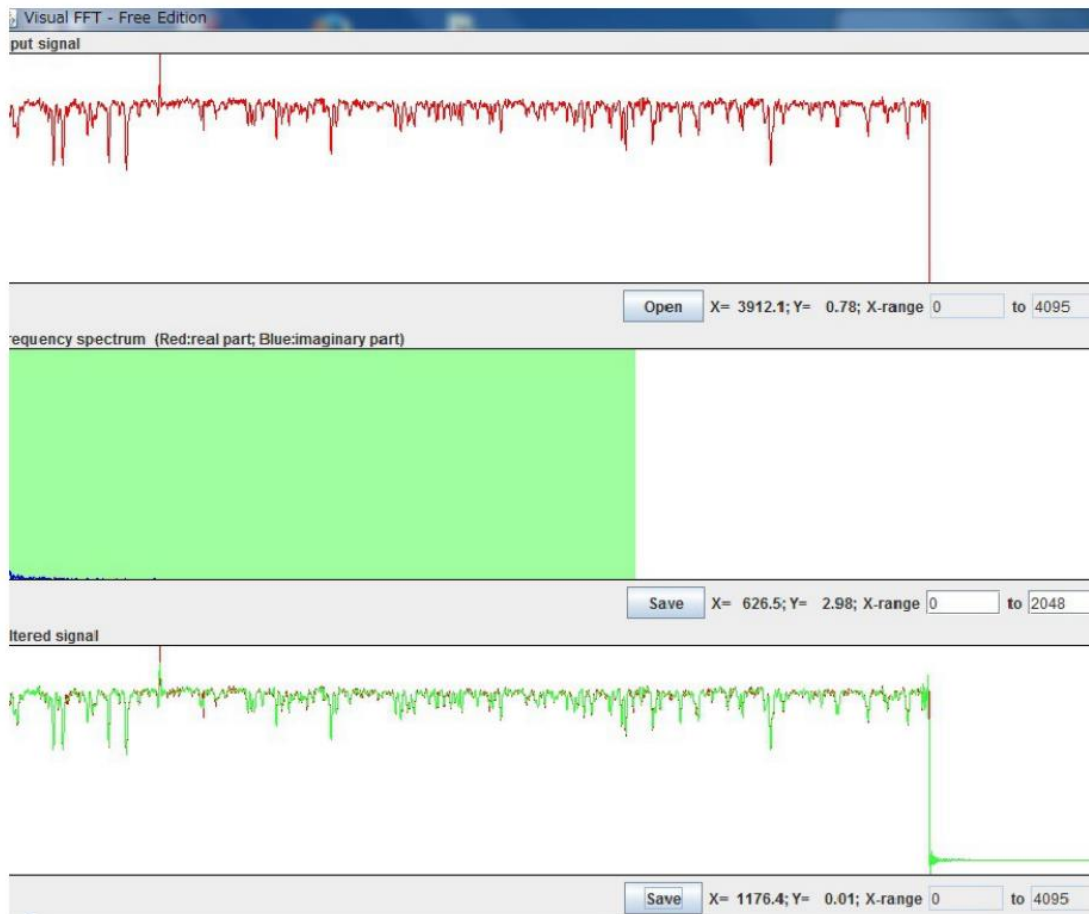 Visual FFT - Free Edition
put signal
Open X= 3912.1; Y= 0.78; X-range 0 to 4095
requency spectrum (Red:real part; Blue:imaginary part)
Save X= 626.5; Y= 2.98; X-range 0 to 2048
ltered signal
Save X= 1176.4; Y= 0.01; X-range 0 to 4095